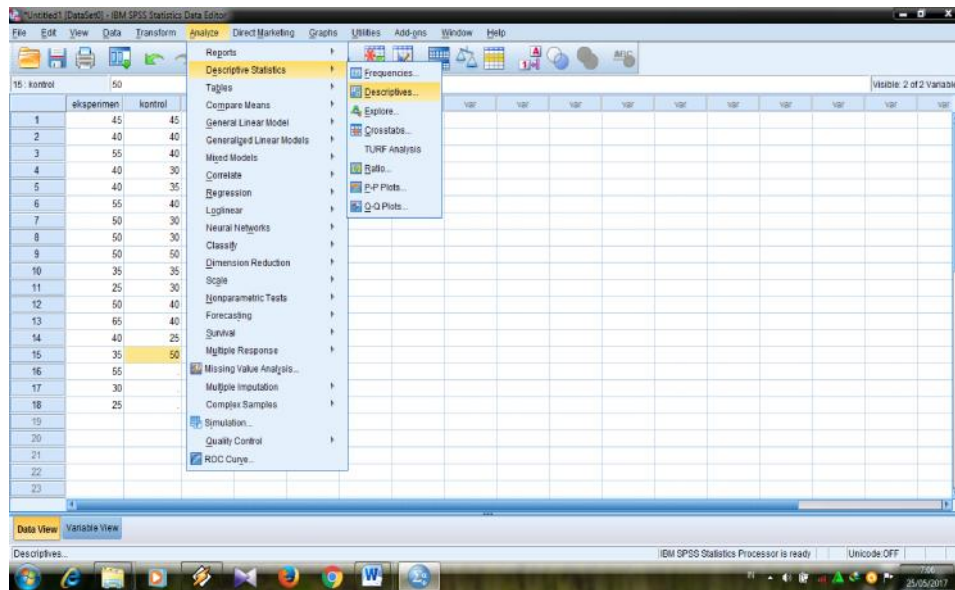 *Untitled1 [DataSet0] - IBM SPSS Statistics Data Editor
File Edit View Data Transform Analyze Direct Marketing Graphs Utilities Add-ons Window Help
15 : kontrol 50 Visible: 2 of 2 Variable
eksperimen kontrol var var var var var var var var var
1 45 45
2 40 40
3 55 40
4 40 30
5 40 35
6 55 40
7 50 30
8 50 30
9 50 50
10 35 35
11 25 30
12 50 40
13 65 40
14 40 25
15 35 50
16 55 .
17 30 .
18 25 .
19
20
21
22
23
Reports
Descriptive Statistics
Tables
Compare Means
General Linear Model
Generalized Linear Models
Mixed Models
Correlate
Regression
Loglinear
Neural Networks
Classify
Dimension Reduction
Scale
Nonparametric Tests
Forecasting
Survival
Multiple Response
Missing Value Analysis...
Multiple Imputation
Complex Samples
Simulation...
Quality Control
ROC Curve...
Frequencies...
Descriptives...
Explore...
Crosstabs...
TURF Analysis
Ratio...
P-P Plots...
Q-Q Plots...
Data View Variable View
Descriptives... IBM SPSS Statistics Processor is ready Unicode:OFF
7:06
25/05/2017